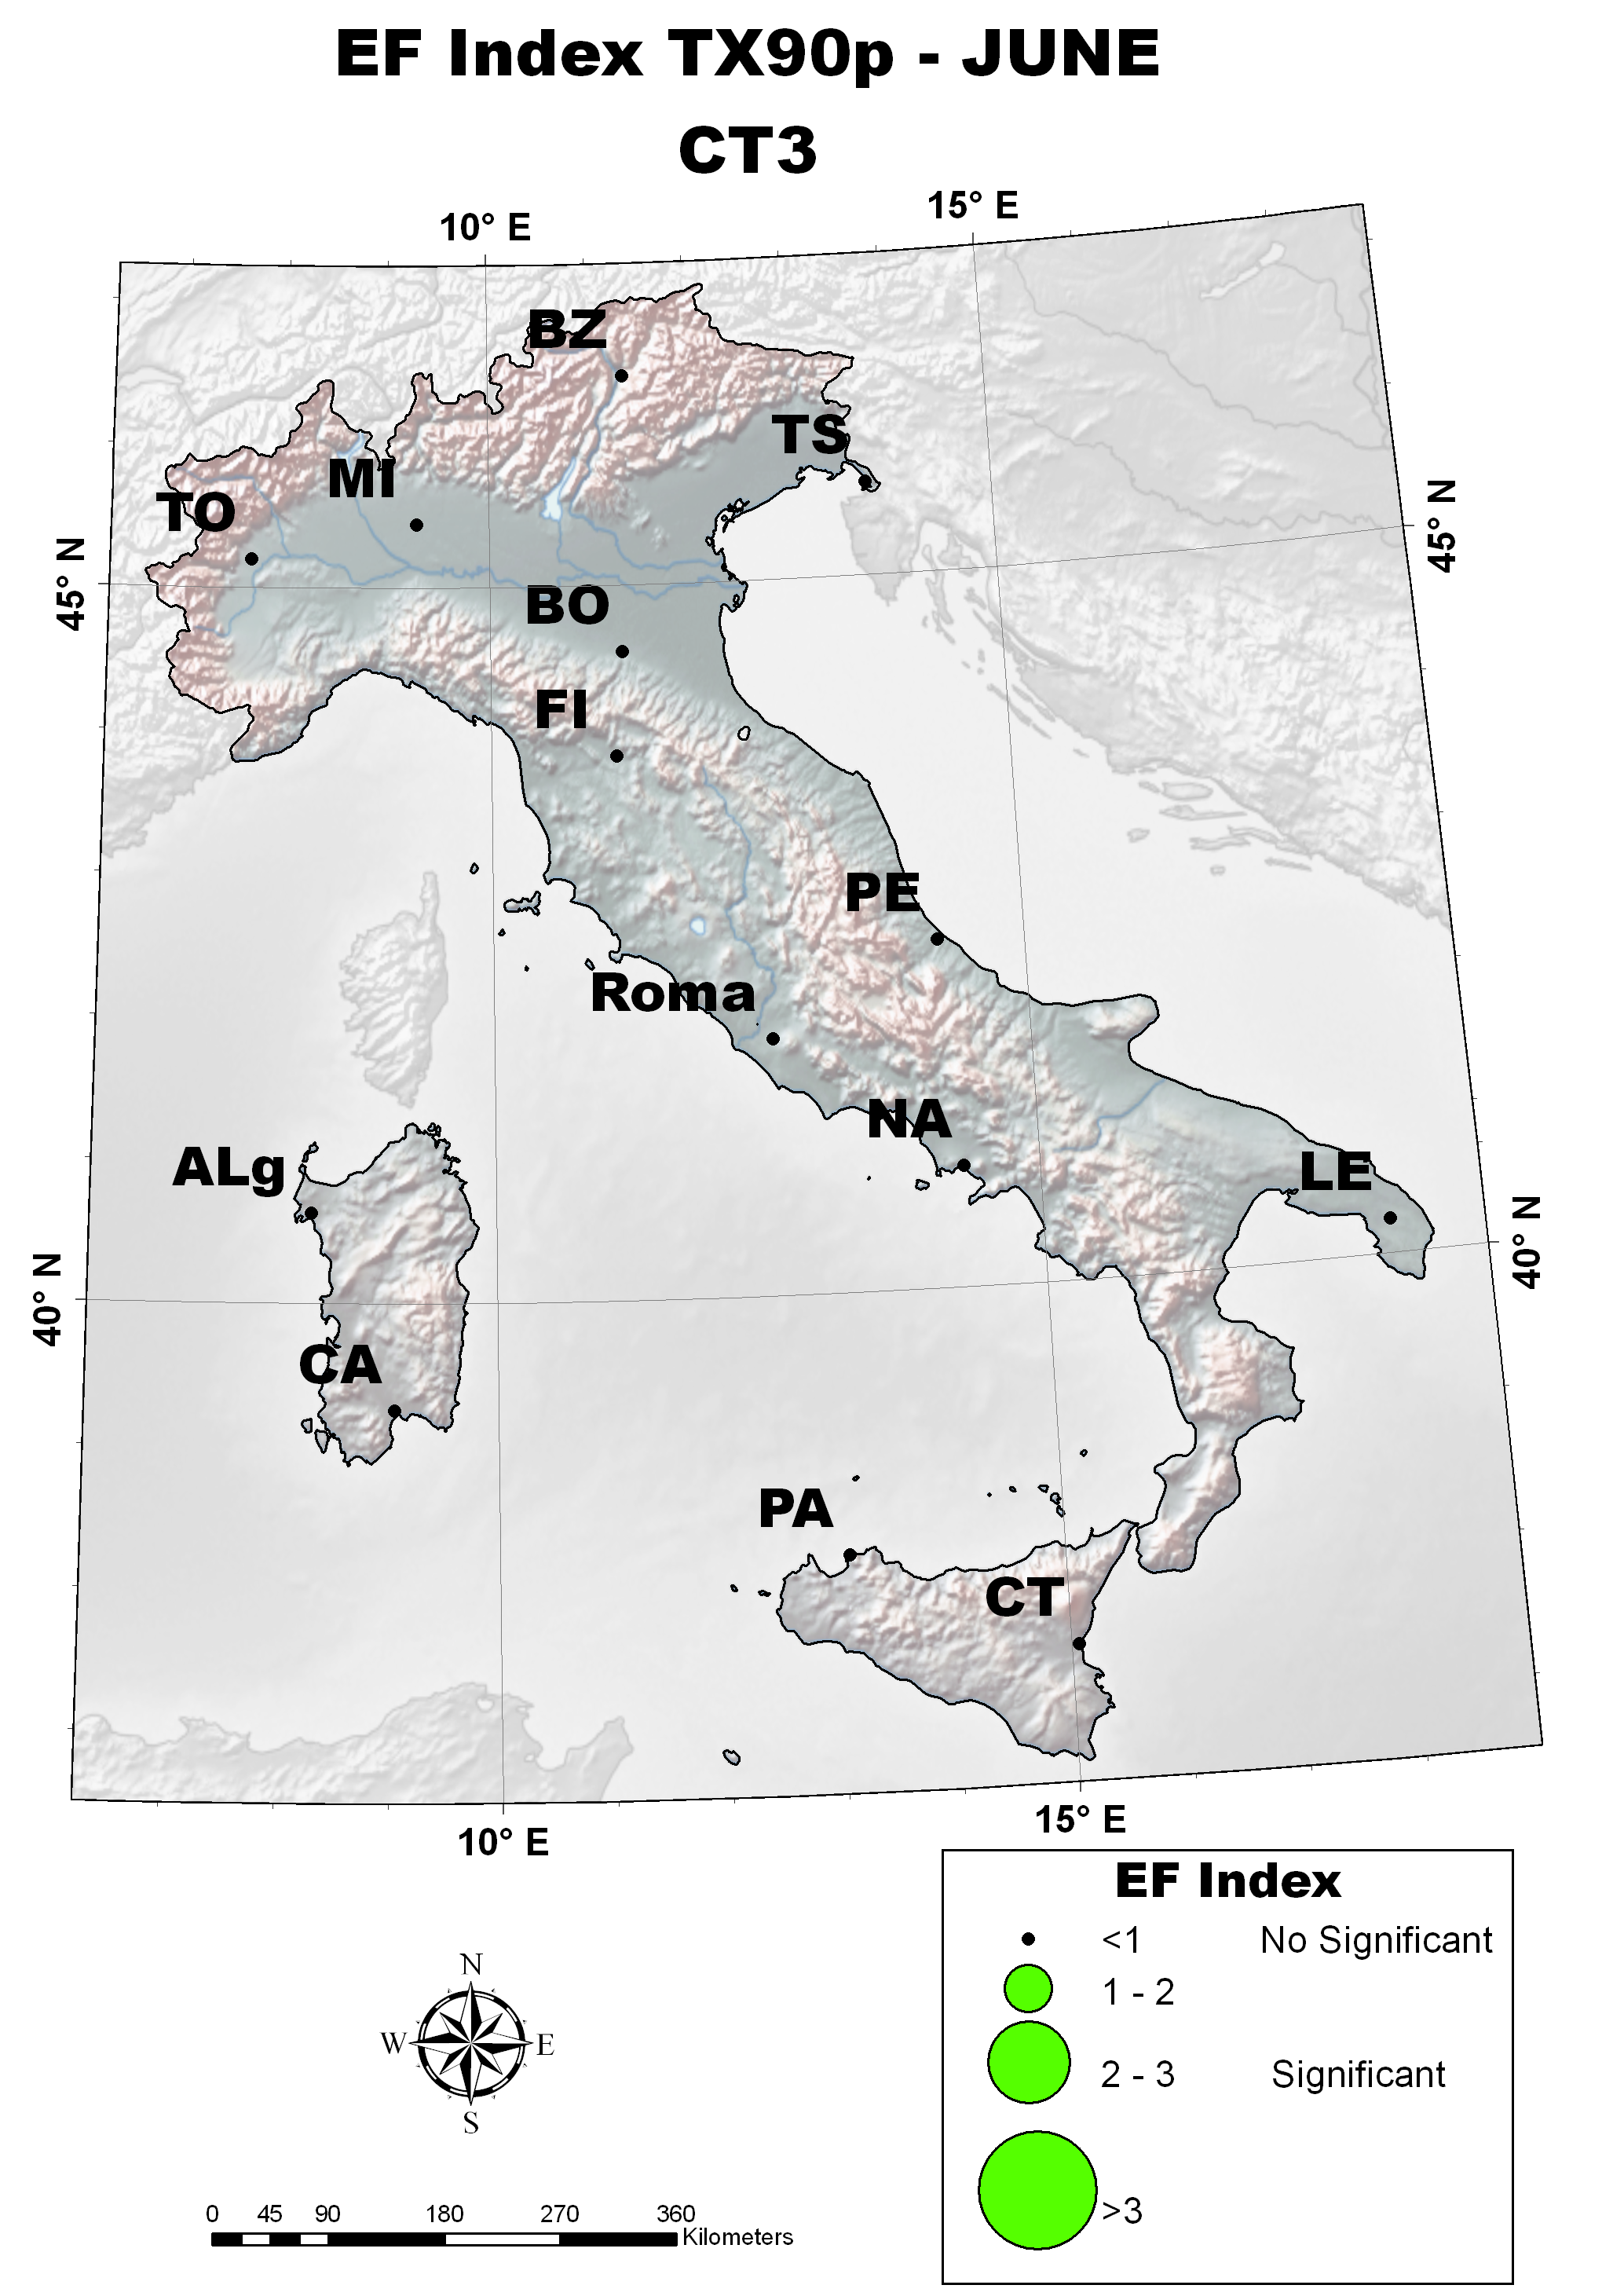 EF Index TX90p - JUNE
CT3
10° E
15° E
BZ
TS
MI
TO
45° N
45° N
BO
FI
PE
Roma
NA
ALg
LE
40° N
40° N
CA
PA
CT
10° E
15° E
EF Index
<1 No Significant
1 - 2
2 - 3 Significant
>3
N
W E
S
0 45 90 180 270 360
Kilometers